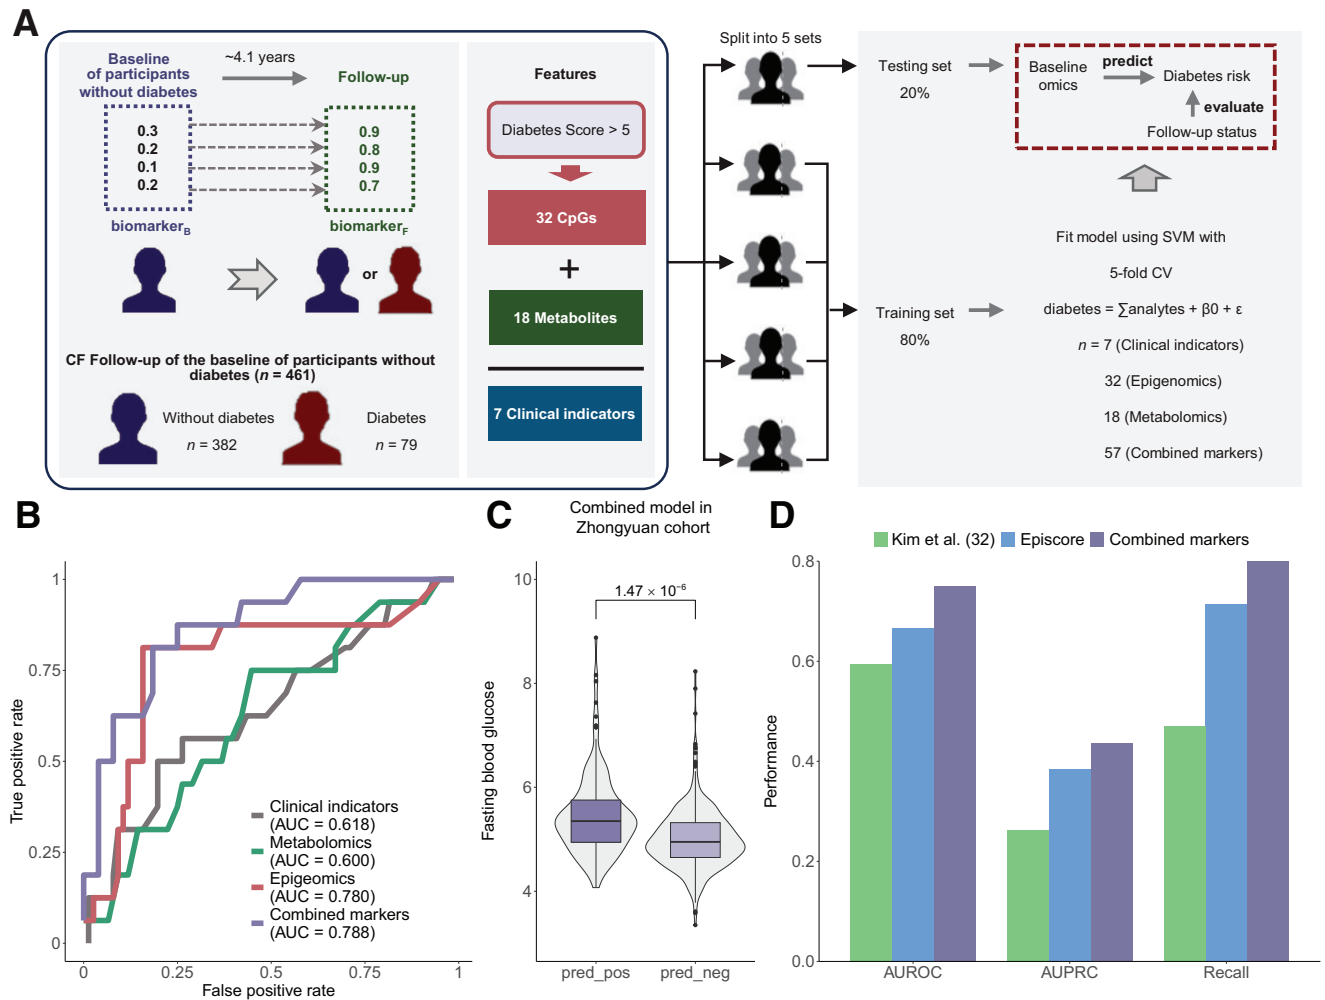 A
Baseline
of participants
without diabetes
~4.1 years
Follow-up
0.3
0.2
0.1
0.2
0.9
0.8
0.9
0.7
biomarkerB
biomarkerF
or
CF Follow-up of the baseline of participants without
diabetes (n = 461)
Without diabetes
n = 382
Diabetes
n = 79
Features
Diabetes Score > 5
32 CpGs
+
18 Metabolites
7 Clinical indicators
Split into 5 sets
Testing set
20%
Training set
80%
Baseline
omics
predict
Diabetes risk
evaluate
Follow-up status
Fit model using SVM with
5-fold CV
diabetes = ∑analytes + β0 + ε
n = 7 (Clinical indicators)
32 (Epigenomics)
18 (Metabolomics)
57 (Combined markers)
B
True positive rate
1
0.75
0.5
0.25
0
0
0.25
0.5
0.75
1
False positive rate
Clinical indicators
(AUC = 0.618)
Metabolomics
(AUC = 0.600)
Epigeomics
(AUC = 0.780)
Combined markers
(AUC = 0.788)
C
Combined model in
Zhongyuan cohort
1.47 × 10⁻⁶
Fasting blood glucose
10
8
6
4
pred_pos
pred_neg
D
Kim et al. (32)
Episcore
Combined markers
Performance
0.8
0.6
0.4
0.2
0.0
AUROC
AUPRC
Recall